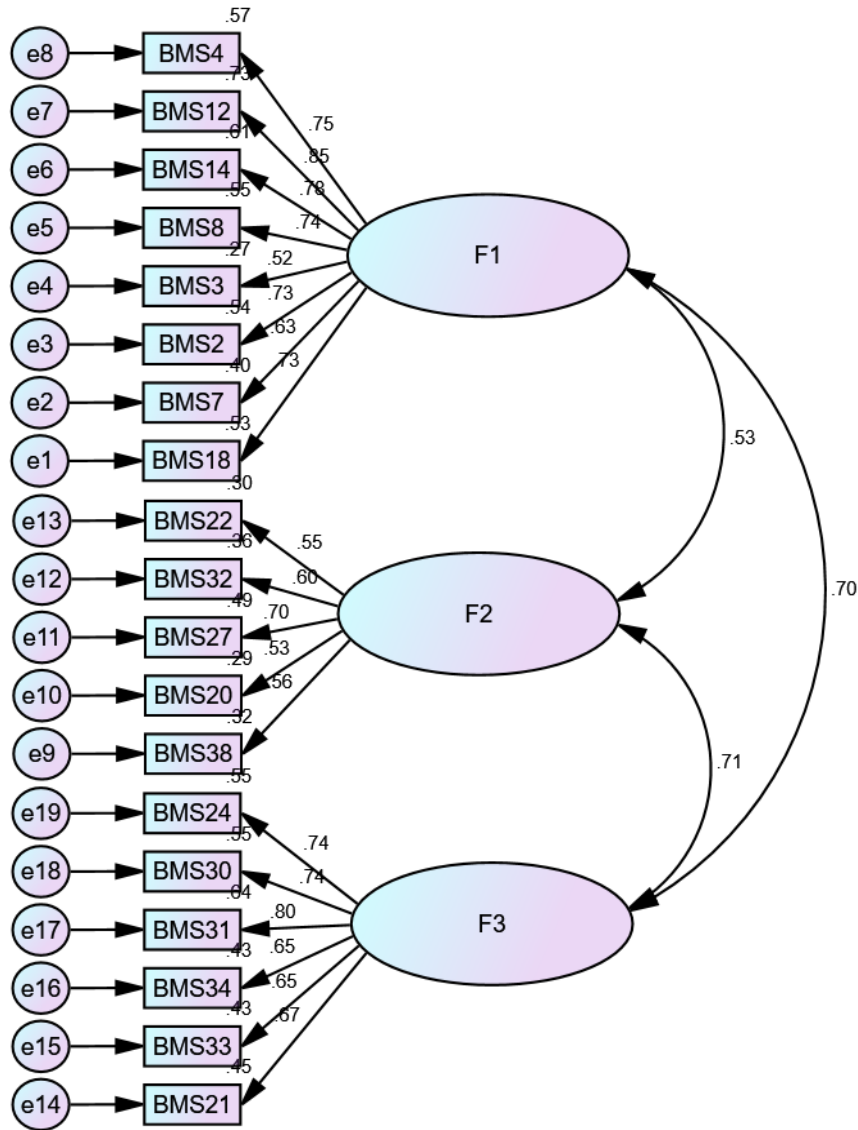 .57
e8 BMS4
.73
.75
e7 BMS12
.61
.85
e6 BMS14
.78
.55
e5 BMS8
.74
.27
F1
.52
e4 BMS3
.73
.54
.63
e3 BMS2
.73
.40
e2 BMS7
.53
.53
e1 BMS18
.30
e13 BMS22
.55
.36
e12 BMS32
.60
.49
.70
.70
F2
e11 BMS27
.53
.29
.56
e10 BMS20
.32
e9 BMS38
.71
.55
e19 BMS24
.55
.74
e18 BMS30
.74
.64
.80
F3
e17 BMS31
.43
.65
e16 BMS34
.65
.43
.67
e15 BMS33
.45
e14 BMS21